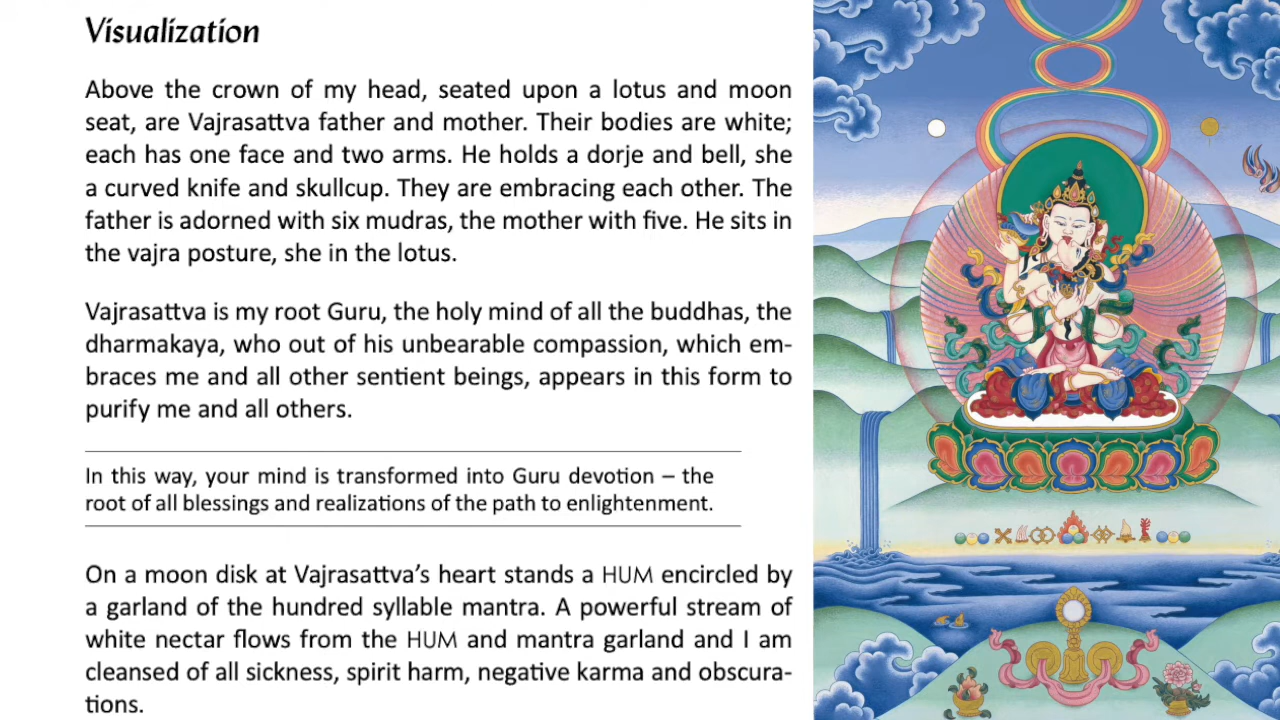 Visualization
Above the crown of my head, seated upon a lotus and moon
seat, are Vajrasattva father and mother. Their bodies are white;
each has one face and two arms. He holds a dorje and bell, she
a curved knife and skullcup. They are embracing each other. The
father is adorned with six mudras, the mother with five. He sits in
the vajra posture, she in the lotus.
Vajrasattva is my root Guru, the holy mind of all the buddhas, the
dharmakaya, who out of his unbearable compassion, which em-
braces me and all other sentient beings, appears in this form to
purify me and all others.
In this way, your mind is transformed into Guru devotion – the
root of all blessings and realizations of the path to enlightenment.
On a moon disk at Vajrasattva’s heart stands a HUM encircled by
a garland of the hundred syllable mantra. A powerful stream of
white nectar flows from the HUM and mantra garland and I am
cleansed of all sickness, spirit harm, negative karma and obscura-
tions.